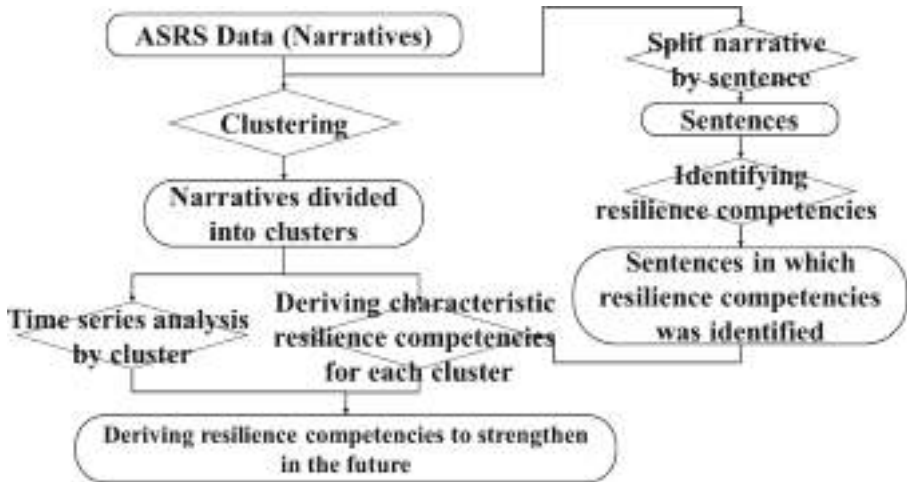 ASRS Data (Narratives)
Clustering
Narratives divided
into clusters
Time series analysis
by cluster
Deriving characteristic
resilience competencies
for each cluster
Split narrative
by sentence
Sentences
Identifying
resilience competencies
Sentences in which
resilience competencies
was identified
Deriving resilience competencies to strengthen
in the future